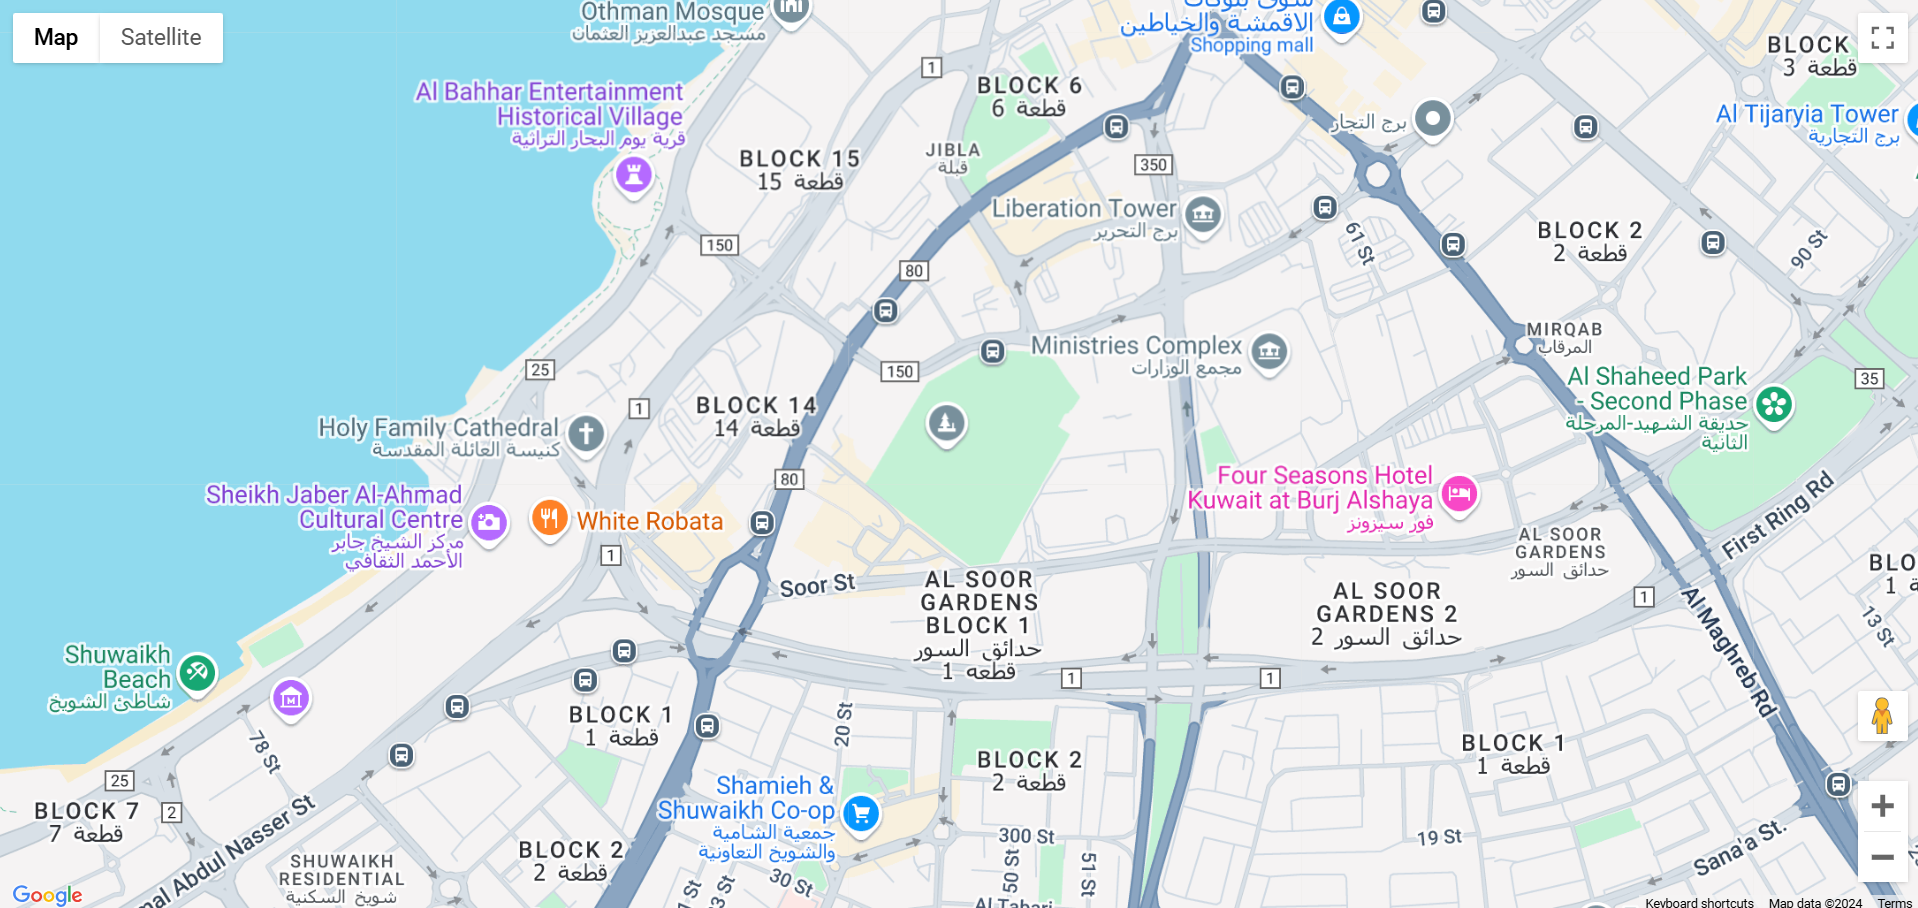 Map
Satellite
Othman Mosque
مسجد عبدالعزيز العثمان
الاقمشة والخياطين
Shopping mall
BLOCK
قطعة 3
Al Bahhar Entertainment
Historical Village
قرية يوم البحار التراثية
BLOCK 6
قطعة 6
1
برج التجار
Al Tijaryia Tower
برج التجارية
BLOCK 15
قطعة 15
JIBLA
قبلة
350
Liberation Tower
برج التحرير
61 St
BLOCK 2
قطعة 2
90 St
150
80
MIRQAB
المرقاب
Ministries Complex
مجمع الوزارات
25
150
Al Shaheed Park
- Second Phase
حديقة الشهيد-المرحلة
الثانية
35
1
BLOCK 14
قطعة 14
Holy Family Cathedral
كنيسة العائلة المقدسة
80
Four Seasons Hotel
Kuwait at Burj Alshaya
فور سيزونز
Sheikh Jaber Al-Ahmad
Cultural Centre
مركز الشيخ جابر
الأحمد الثقافي
White Robata
First Ring Rd
AL SOOR
GARDENS
حدائق السور
1
Soor St
AL SOOR
GARDENS
BLOCK 1
حدائق السور
قطعه 1
AL SOOR
GARDENS 2
حدائق السور 2
1
Al Maghreb Rd
13 St
Shuwaikh
Beach
شاطئ الشويخ
1
1
BLOCK 1
قطعة 1
20 St
78 St
BLOCK 2
قطعة 2
BLOCK 1
قطعة 1
25
2
BLOCK 7
قطعة 7
Shamieh &
Shuwaikh Co-op
جمعية الشامية
والشويخ التعاونية
300 St
19 St
Sana'a St.
Abdul Nasser St
SHUWAIKH
RESIDENTIAL
شويخ السكنية
BLOCK 2
قطعة 2
30 St
50 St
51 St
Google
Keyboard shortcuts
Map data ©2024
Terms